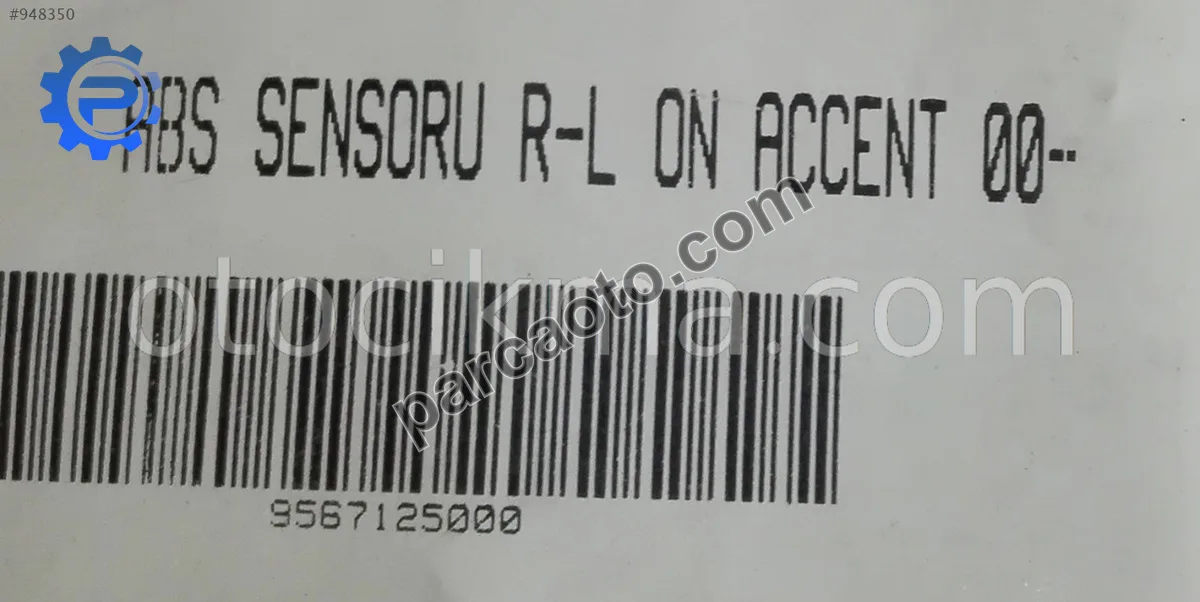 #948350
ABS SENSORU R-L ON ACCENT 00--
otocikma.com
parcaoto.com
9567125000